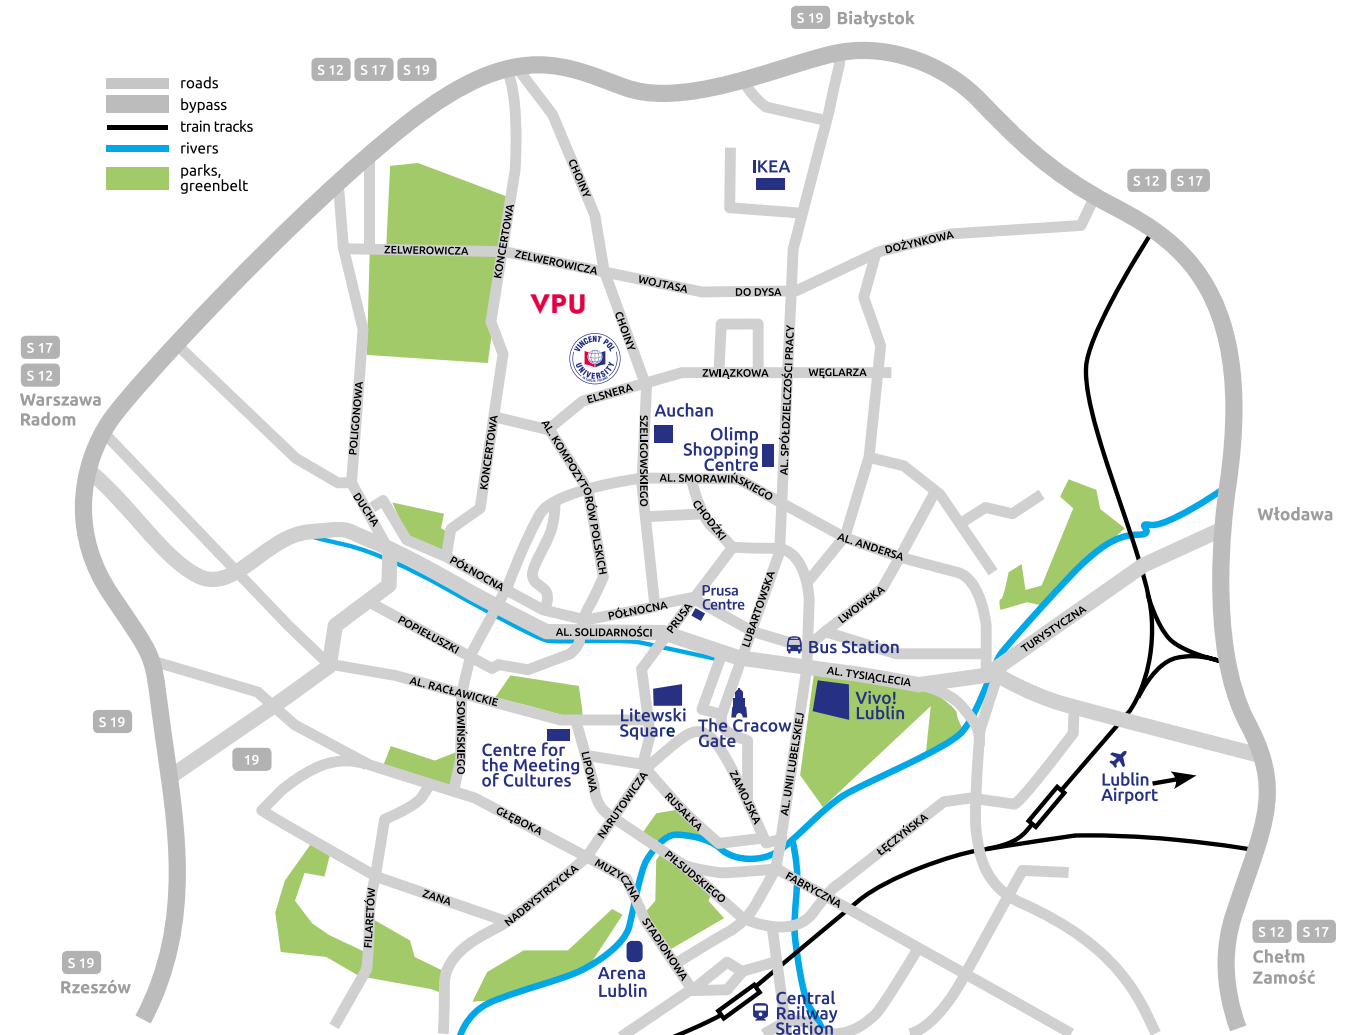 S 19 Białystok
S 12 S 17 S 19
roads
bypass
train tracks
rivers
parks,
greenbelt
IKEA
S 12 S 17
CHOINY
KONCERTOWA
ZELWEROWICZA
ZELWEROWICZA
WOJTASA
DO DYSA
DOŻYNKOWA
VPU
VINCENT POL
UNIVERSITY
CHOINY
S 17
S 12
Warszawa
Radom
ZWIĄZKOWA
WĘGLARZA
AL. SPÓŁDZIELCZOŚCI PRACY
ELSNERA
POLIGONOWA
KONCERTOWA
AL. KOMPOZYTORÓW POLSKICH
SZELIGOWSKIEGO
Auchan
Olimp
Shopping
Centre
AL. SMORAWIŃSKIEGO
DUCHA
CHODŹKI
AL. ANDERSA
Włodawa
PÓŁNOCNA
PÓŁNOCNA
PRUSA
Prusa
Centre
LUBARTOWSKA
LWOWSKA
TURYSTYCZNA
POPIEŁUSZKI
AL. SOLIDARNOŚCI
Bus Station
AL. TYSIĄCLECIA
AL. RACŁAWICKIE
SOWIŃSKIEGO
Litewski
Square
The Cracow
Gate
Vivo!
Lublin
S 19
19
Centre for
the Meeting
of Cultures
LIPOWA
NARUTOWICZA
RUSAŁKA
ZAMOJSKA
AL. UNII LUBELSKIEJ
Lublin
Airport
GŁĘBOKA
ŁĘCZYŃSKA
MUZYCZNA
PIŁSUDSKIEGO
FABRYCZNA
ZANA
NADBYSTRZYCKA
FILARETÓW
STADIONOWA
S 12 S 17
Chełm
Zamość
S 19
Rzeszów
Arena
Lublin
Central
Railway
Station